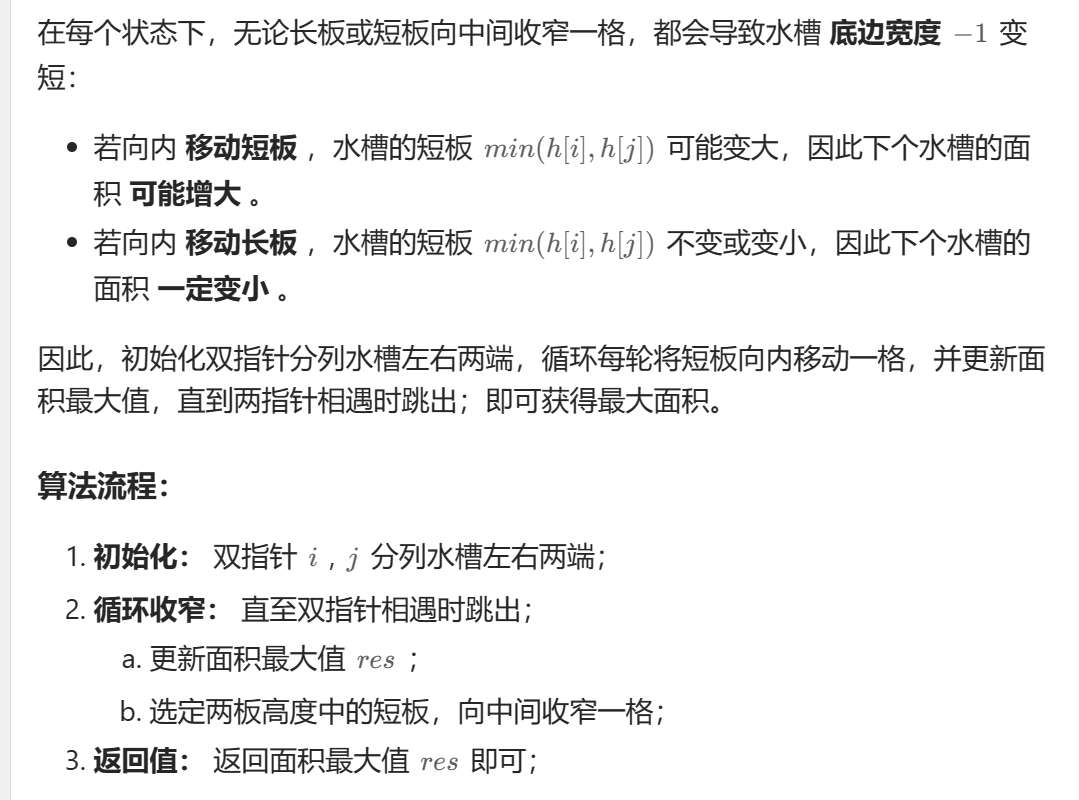 在每个状态下，无论长板或短板向中间收窄一格，都会导致水槽 底边宽度 −1 变
短：
• 若向内 移动短板 ，水槽的短板 min(h[i], h[j]) 可能变大，因此下个水槽的面
积 可能增大 。
• 若向内 移动长板 ，水槽的短板 min(h[i], h[j]) 不变或变小，因此下个水槽的
面积 一定变小 。
因此，初始化双指针分列水槽左右两端，循环每轮将短板向内移动一格，并更新面
积最大值，直到两指针相遇时跳出；即可获得最大面积。
算法流程：
1. 初始化： 双指针 i , j 分列水槽左右两端；
2. 循环收窄： 直至双指针相遇时跳出；
a. 更新面积最大值 res ；
b. 选定两板高度中的短板，向中间收窄一格；
3. 返回值： 返回面积最大值 res 即可；